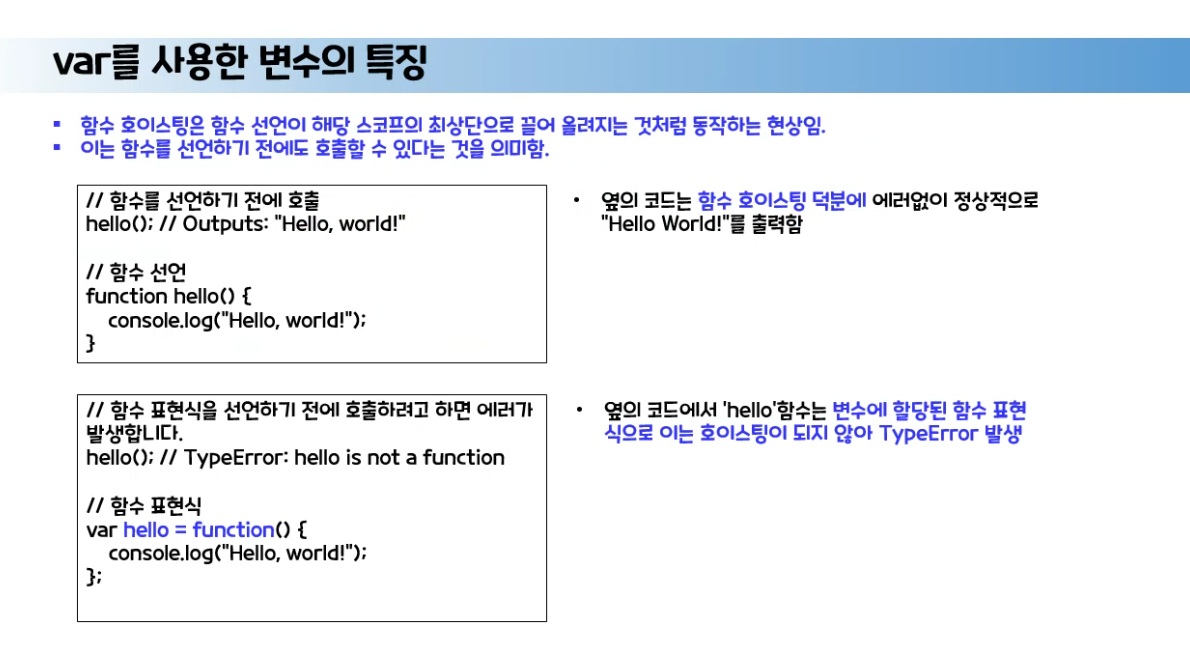 var를 사용한 변수의 특징
▪ 함수 호이스팅은 함수 선언이 해당 스코프의 최상단으로 끌어 올려지는 것처럼 동작하는 현상임.
▪ 이는 함수를 선언하기 전에도 호출할 수 있다는 것을 의미함.
// 함수를 선언하기 전에 호출
hello(); // Outputs: "Hello, world!"
// 함수 선언
function hello() {
console.log("Hello, world!");
}
• 옆의 코드는 함수 호이스팅 덕분에 에러없이 정상적으로
"Hello World!"를 출력함
// 함수 표현식을 선언하기 전에 호출하려고 하면 에러가
발생합니다.
hello(); // TypeError: hello is not a function
// 함수 표현식
var hello = function() {
console.log("Hello, world!");
};
• 옆의 코드에서 'hello'함수는 변수에 할당된 함수 표현
식으로 이는 호이스팅이 되지 않아 TypeError 발생